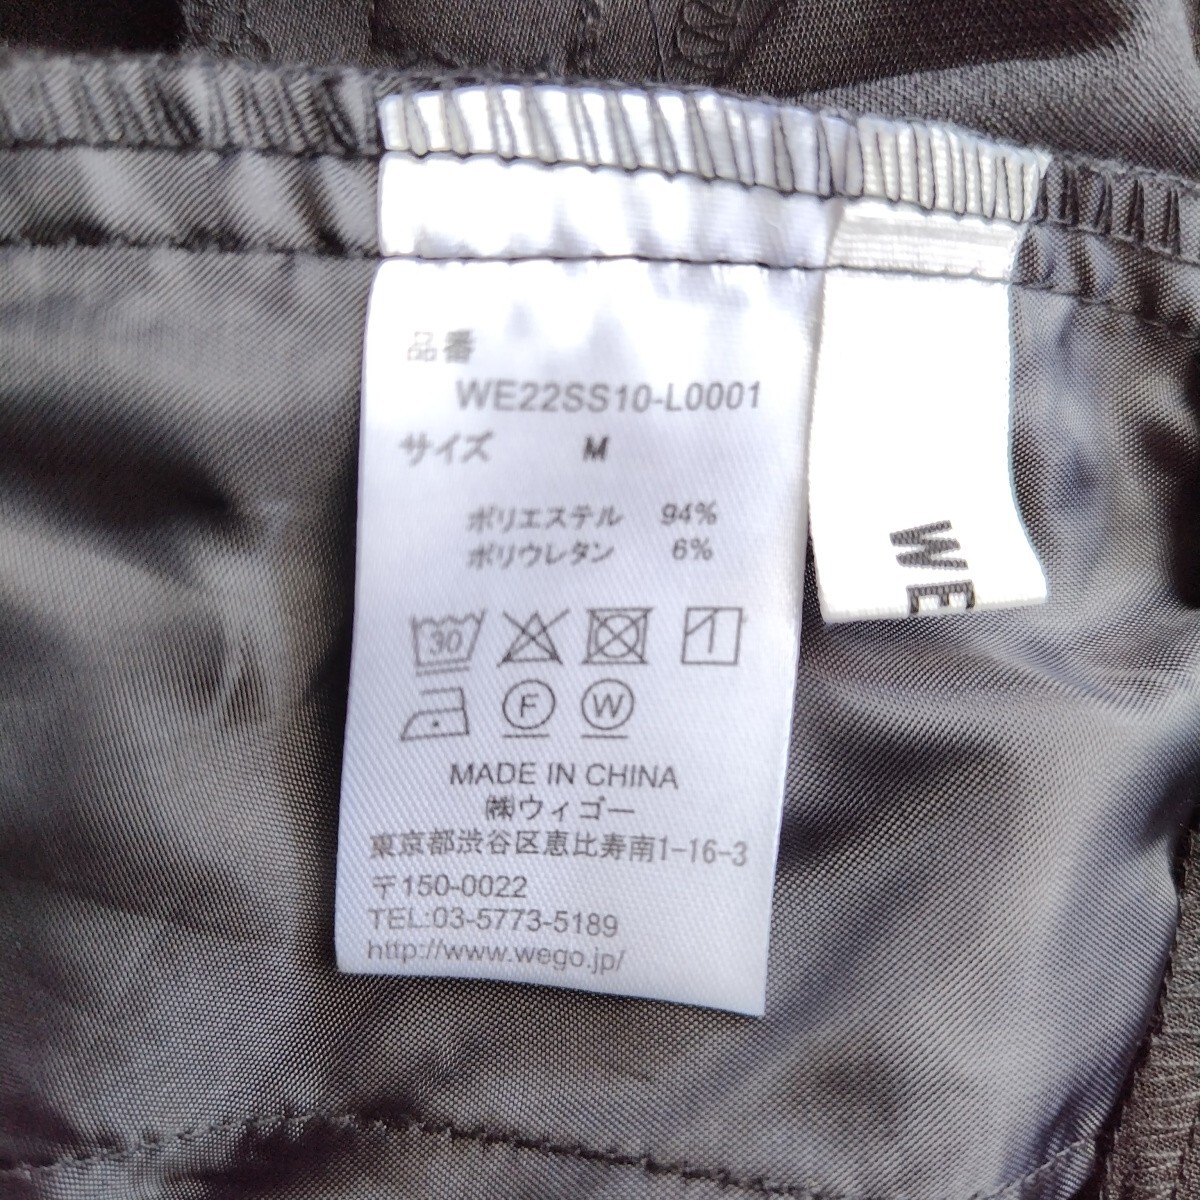 品番
WE22SS10-L0001
サイズ M
ポリエステル 94%
ポリウレタン 6%
30
F W
MADE IN CHINA
㈱ウィゴー
東京都渋谷区恵比寿南1-16-3
〒150-0022
TEL:03-5773-5189
http://www.wego.jp/
WE